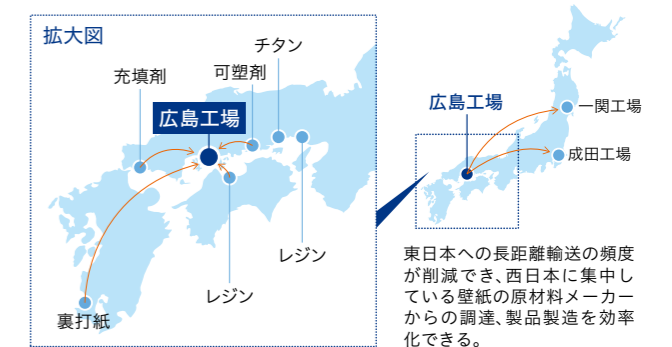 拡大図
チタン
充填剤
可塑剤
広島工場
レジン
レジン
裏打紙
広島工場
一関工場
成田工場
東日本への長距離輸送の頻度
が削減でき、西日本に集中し
ている壁紙の原材料メーカー
からの調達、製品製造を効率
化できる。